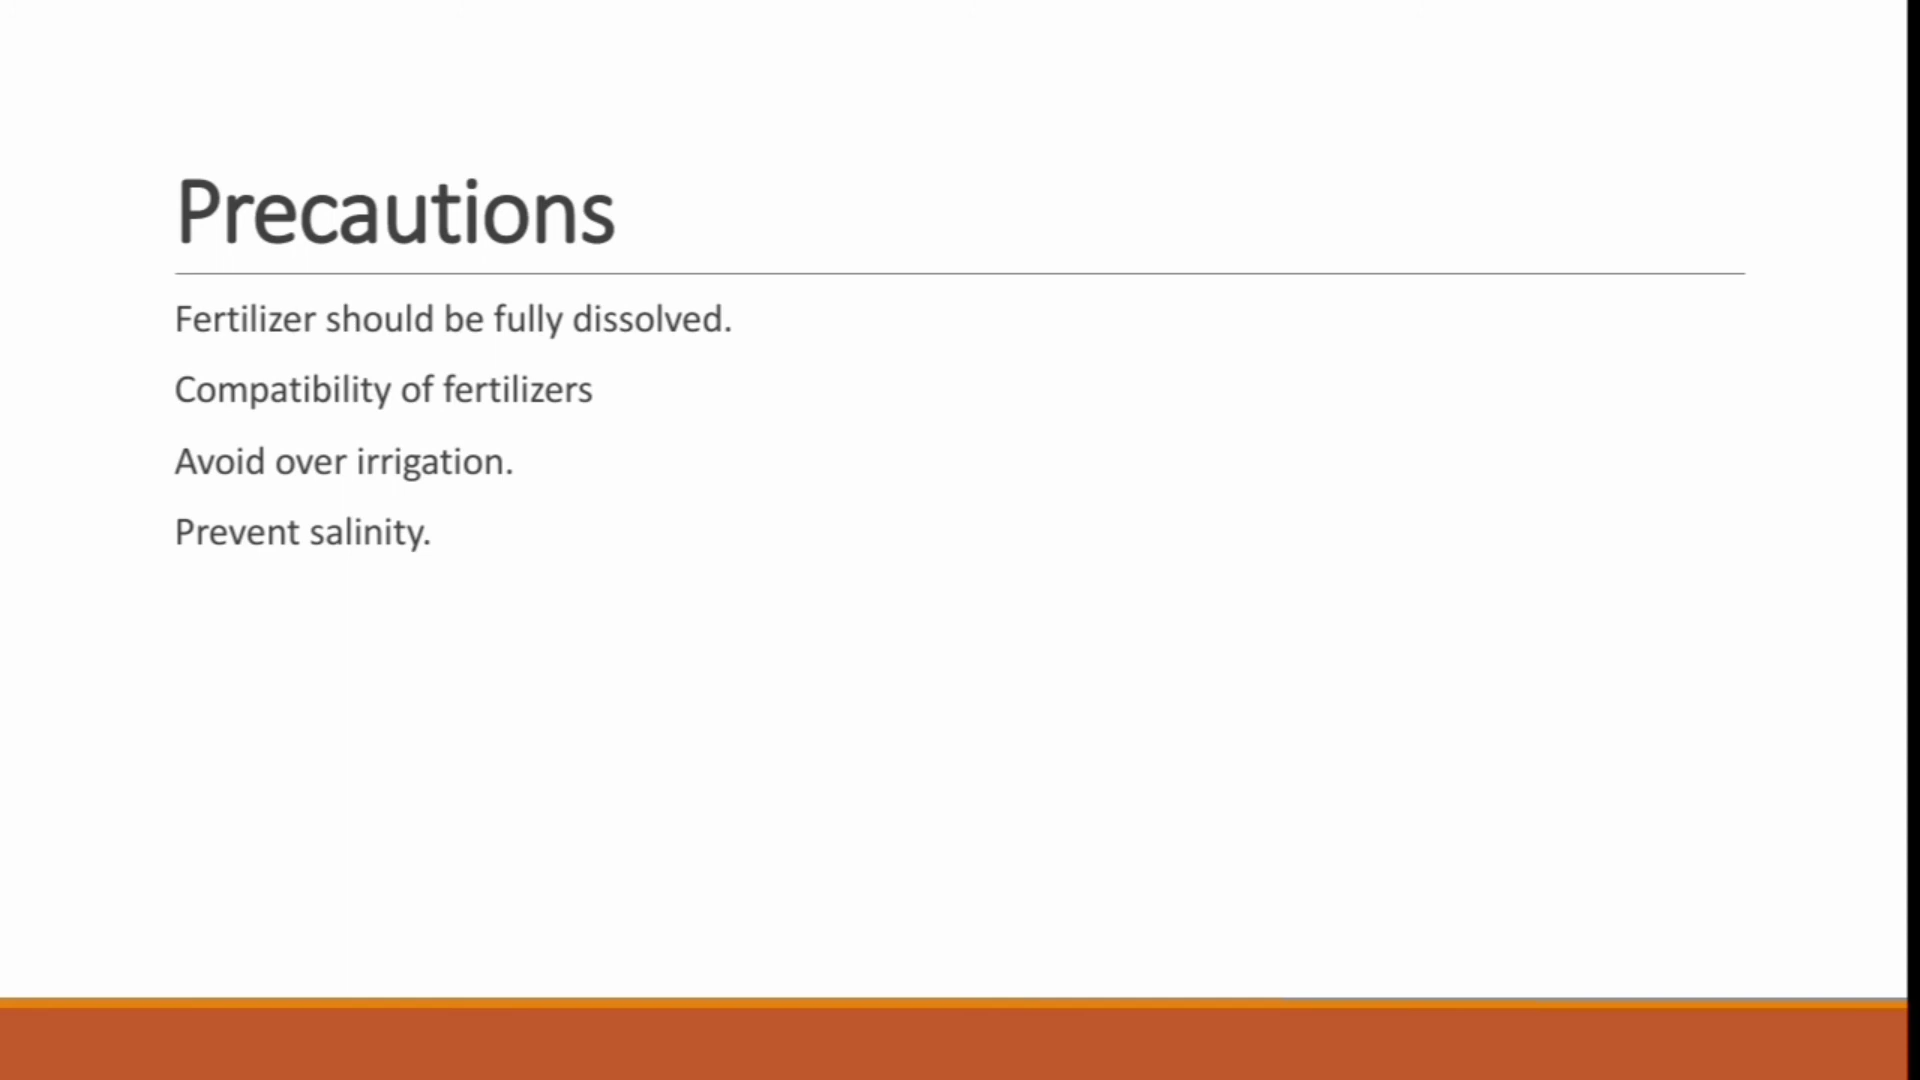 Precautions
Fertilizer should be fully dissolved.
Compatibility of fertilizers
Avoid over irrigation.
Prevent salinity.